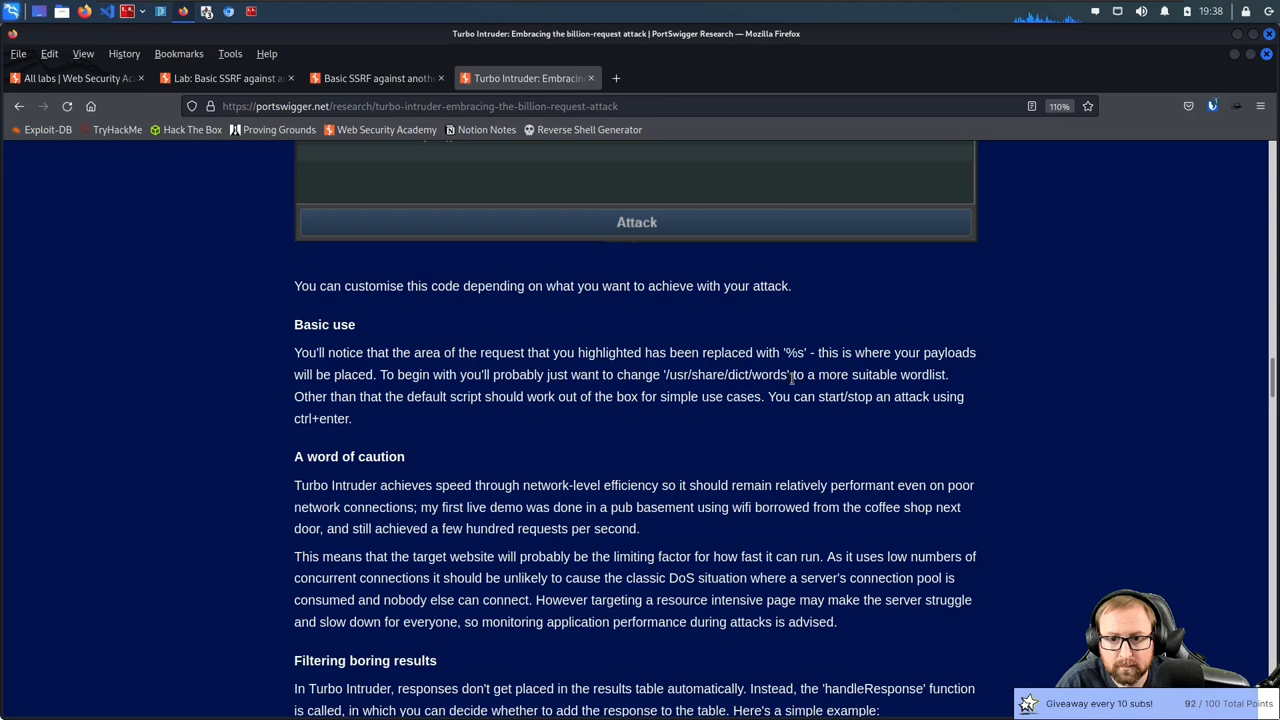 19:38
Turbo Intruder: Embracing the billion-request attack | PortSwigger Research — Mozilla Firefox
File Edit View History Bookmarks Tools Help
All labs | Web Security Ac
Lab: Basic SSRF against a
Basic SSRF against anoth
Turbo Intruder: Embracin
https://portswigger.net/research/turbo-intruder-embracing-the-billion-request-attack
110%
Exploit-DB TryHackMe Hack The Box Proving Grounds Web Security Academy Notion Notes Reverse Shell Generator
Attack
You can customise this code depending on what you want to achieve with your attack.
Basic use
You'll notice that the area of the request that you highlighted has been replaced with '%s' - this is where your payloads
will be placed. To begin with you'll probably just want to change '/usr/share/dict/words' to a more suitable wordlist.
Other than that the default script should work out of the box for simple use cases. You can start/stop an attack using
ctrl+enter.
A word of caution
Turbo Intruder achieves speed through network-level efficiency so it should remain relatively performant even on poor
network connections; my first live demo was done in a pub basement using wifi borrowed from the coffee shop next
door, and still achieved a few hundred requests per second.
This means that the target website will probably be the limiting factor for how fast it can run. As it uses low numbers of
concurrent connections it should be unlikely to cause the classic DoS situation where a server's connection pool is
consumed and nobody else can connect. However targeting a resource intensive page may make the server struggle
and slow down for everyone, so monitoring application performance during attacks is advised.
Filtering boring results
In Turbo Intruder, responses don't get placed in the results table automatically. Instead, the 'handleResponse' function
is called, in which you can decide whether to add the response to the table. Here's a simple example:
Giveaway every 10 subs! 92 / 100 Total Points